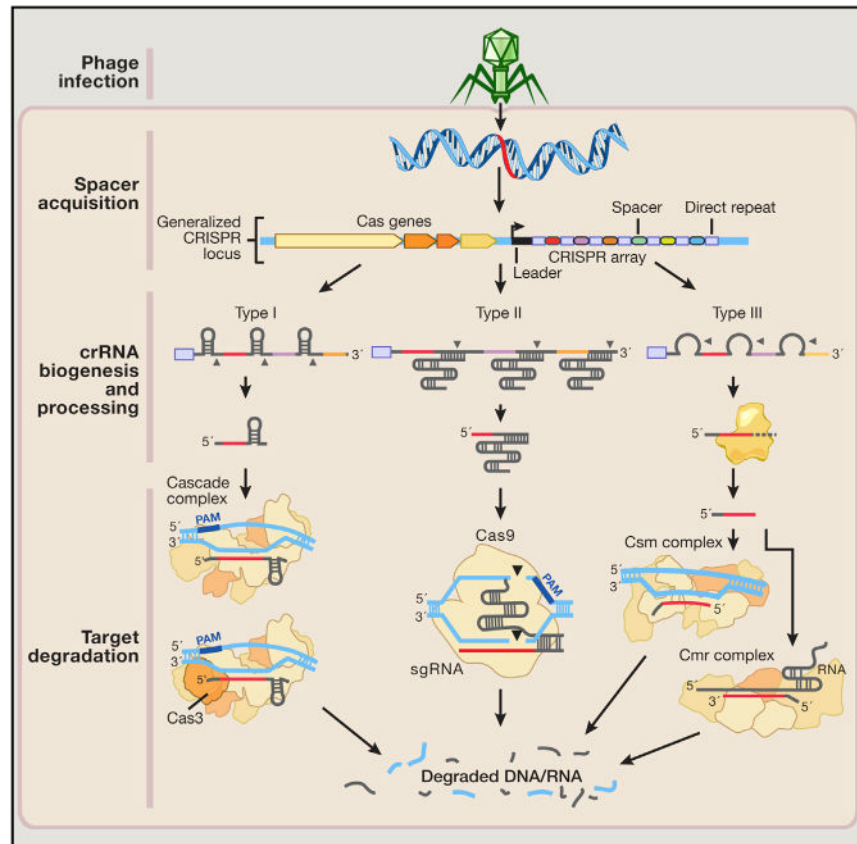 Phage
infection
Spacer
acquisition
Generalized
CRISPR
locus
Cas genes
Spacer
Direct repeat
Leader
CRISPR array
crRNA
biogenesis
and
processing
Type I
Type II
Type III
3´
3´
3´
5´
5´
5´
Target
degradation
Cascade
complex
PAM
5´
3´
5´
Cas9
PAM
5´
3´
sgRNA
Csm complex
5´
3´
5´
PAM
5´
3´
5´
Cas3
Cmr complex
RNA
5´
3´
5´
Degraded DNA/RNA